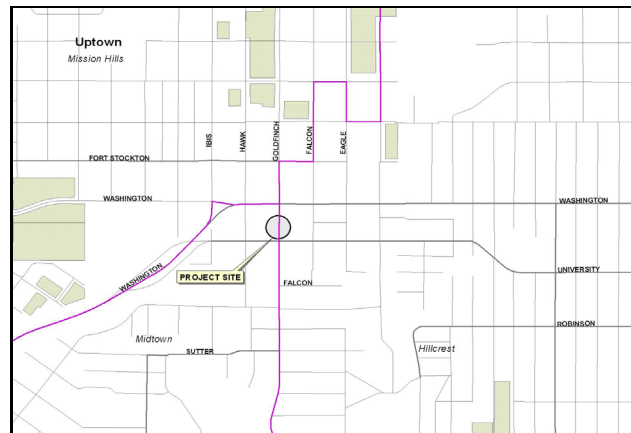 Uptown
Mission Hills
IBIS
HAWK
GOLDFINCH
FALCON
EAGLE
FORT STOCKTON
WASHINGTON
WASHINGTON
WASHINGTON
PROJECT SITE
UNIVERSITY
FALCON
ROBINSON
Midtown
SUTTER
Hillcrest